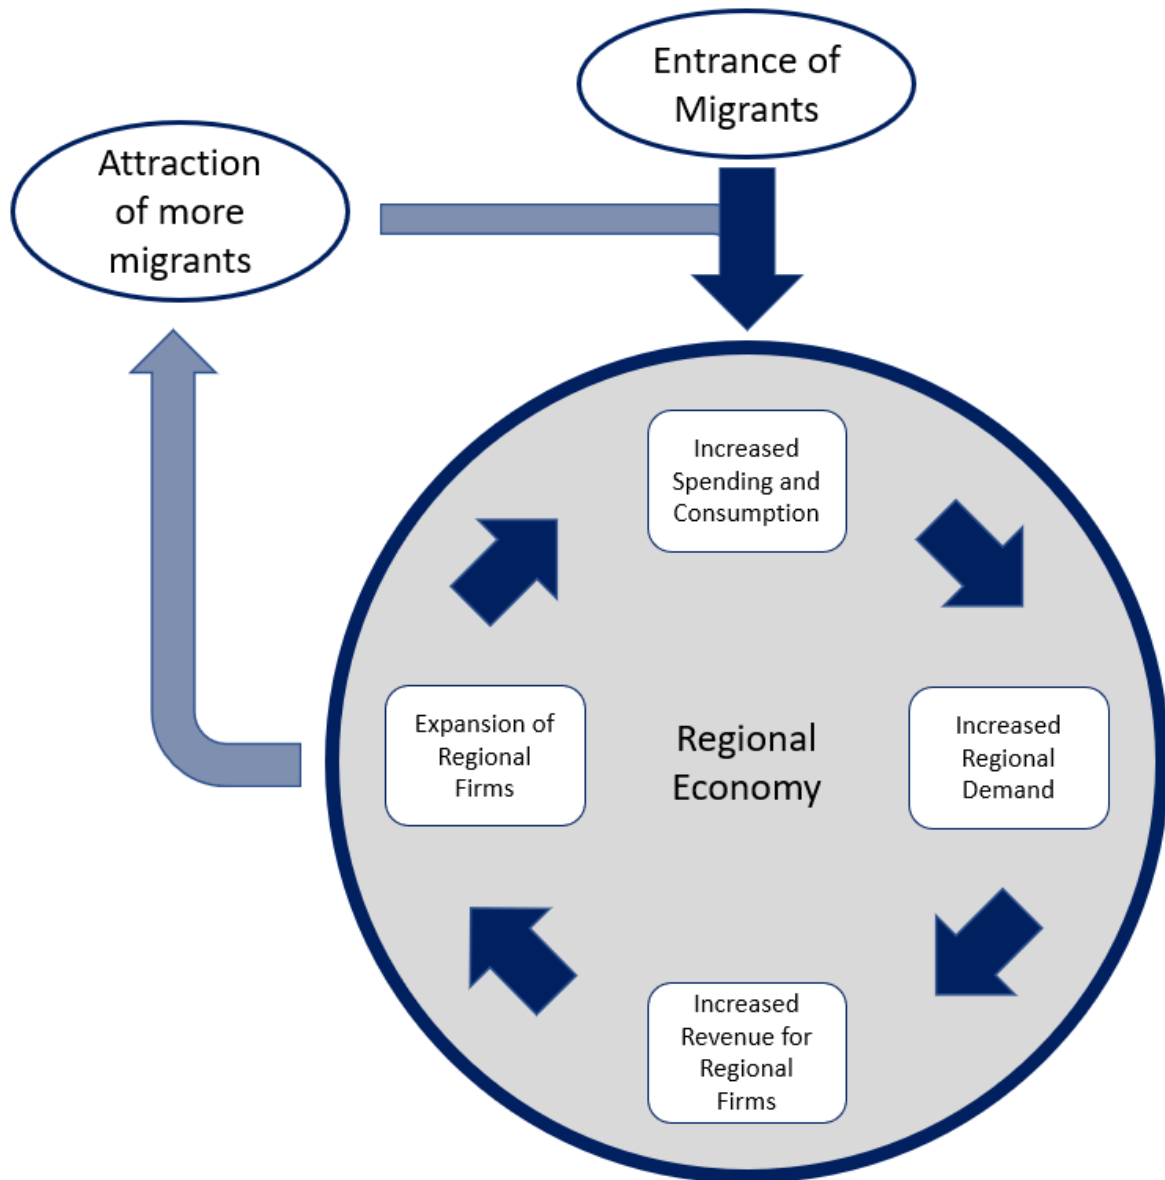 Entrance of
Migrants
Attraction
of more
migrants
Increased
Spending and
Consumption
Expansion of
Regional
Firms
Regional
Economy
Increased
Regional
Demand
Increased
Revenue for
Regional
Firms